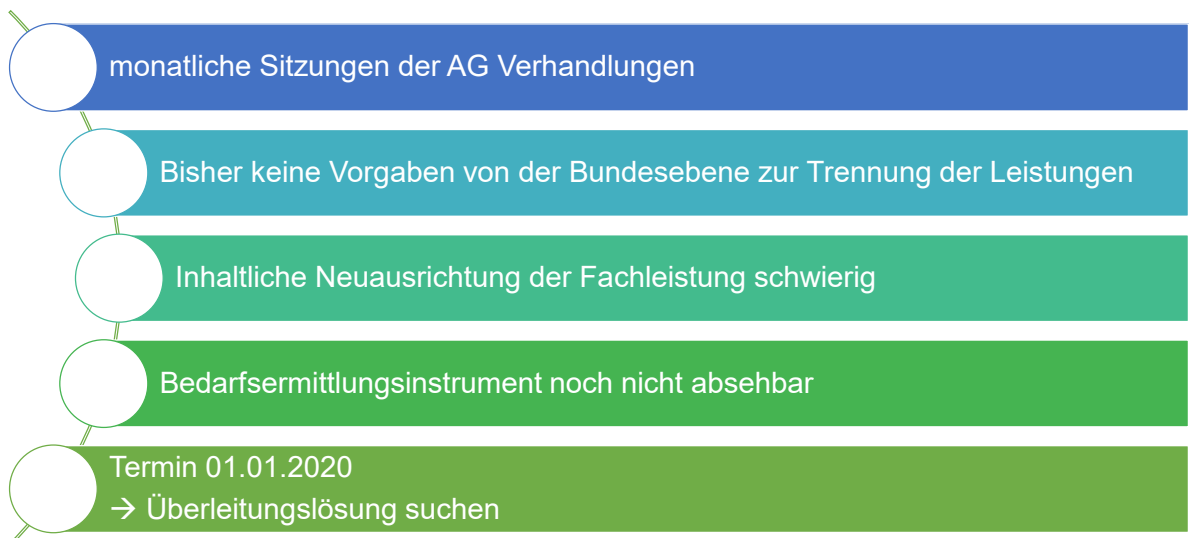 monatliche Sitzungen der AG Verhandlungen
Bisher keine Vorgaben von der Bundesebene zur Trennung der Leistungen
Inhaltliche Neuausrichtung der Fachleistung schwierig
Bedarfsermittlungsinstrument noch nicht absehbar
Termin 01.01.2020
→ Überleitungslösung suchen